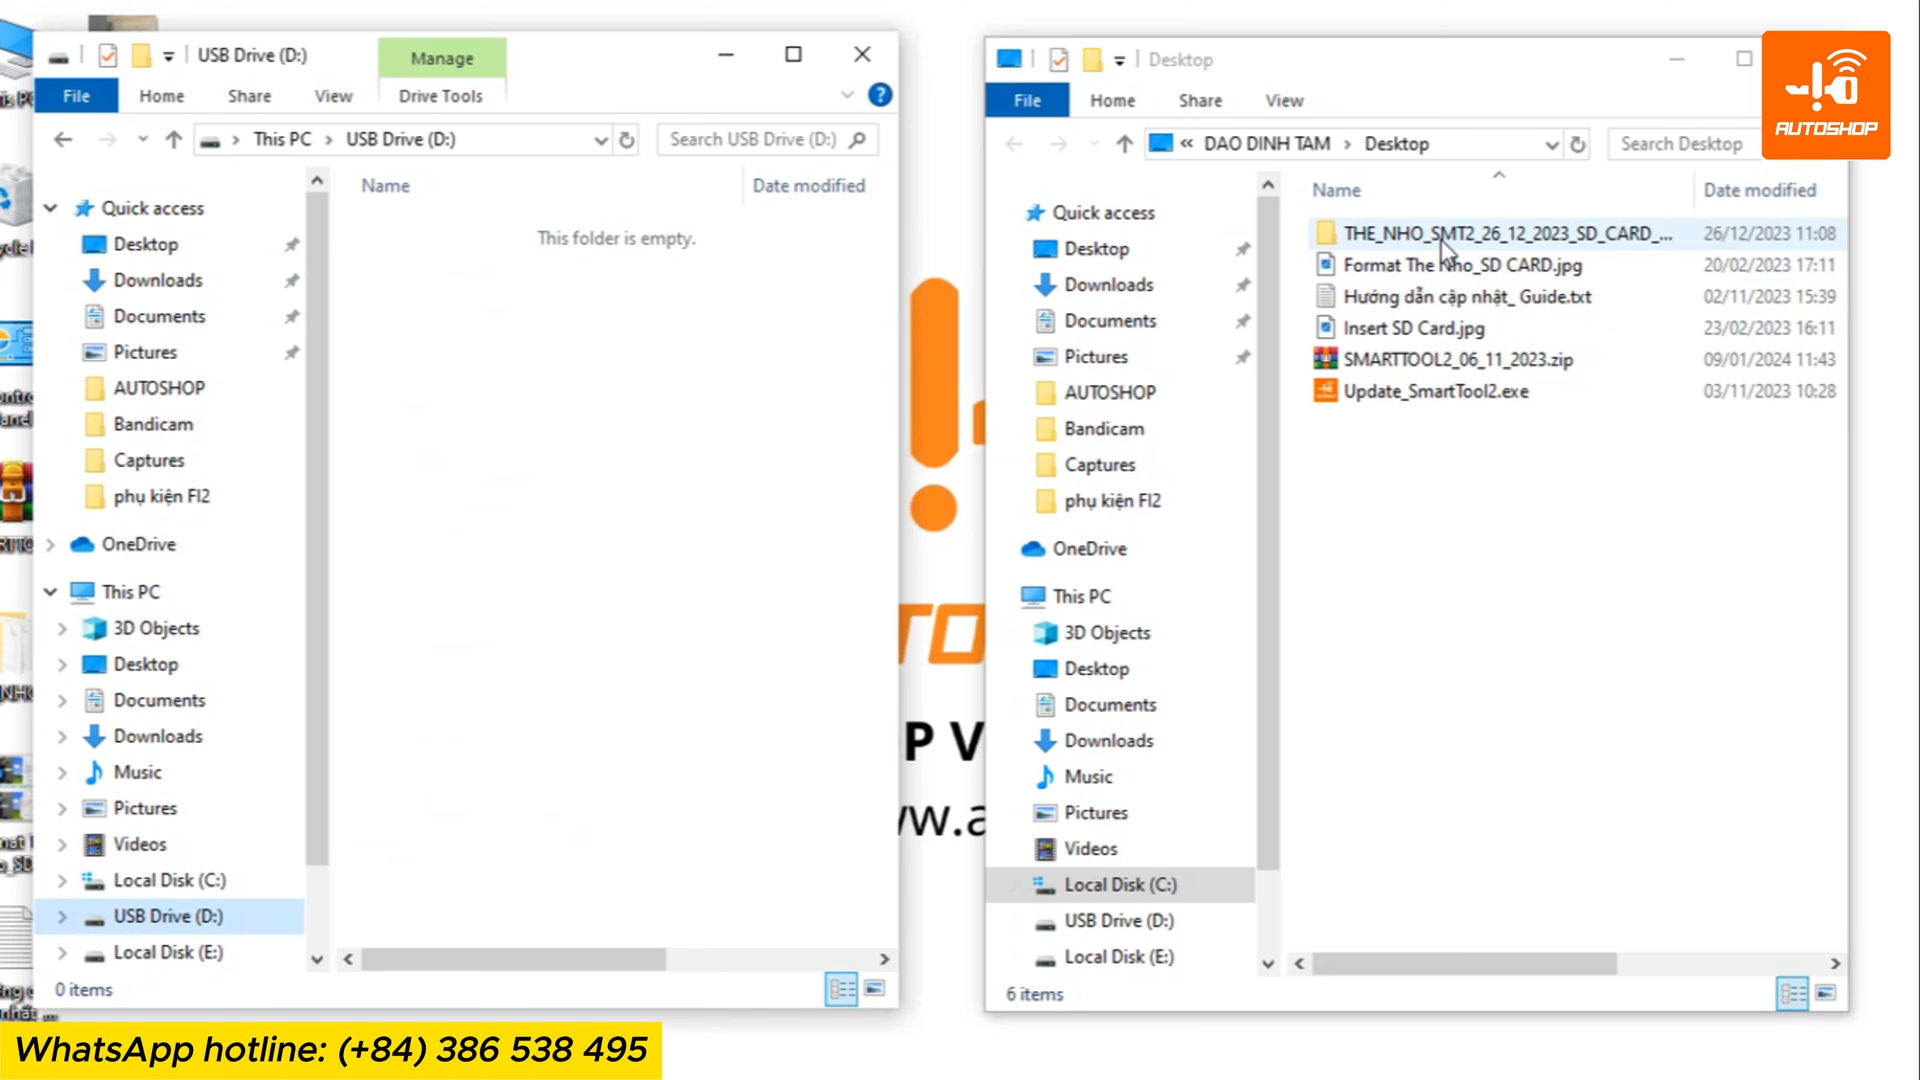 USB Drive (D:)
Manage
File
Home
Share
View
Drive Tools
This PC
USB Drive (D:)
Search USB Drive (D:)
Name
Date modified
This folder is empty.
Quick access
Desktop
Downloads
Documents
Pictures
AUTOSHOP
Bandicam
Captures
phụ kiện FI2
OneDrive
This PC
3D Objects
Desktop
Documents
Downloads
Music
Pictures
Videos
Local Disk (C:)
USB Drive (D:)
Local Disk (E:)
0 items
Desktop
File
Home
Share
View
« DAO DINH TAM
Desktop
Search Desktop
Name
Date modified
THE_NHO_SMT2_26_12_2023_SD_CARD_... 26/12/2023 11:08
Format The Nho_SD CARD.jpg 20/02/2023 17:11
Hướng dẫn cập nhật_ Guide.txt 02/11/2023 15:39
Insert SD Card.jpg 23/02/2023 16:11
SMARTTOOL2_06_11_2023.zip 09/01/2024 11:43
Update_SmartTool2.exe 03/11/2023 10:28
Quick access
Desktop
Downloads
Documents
Pictures
AUTOSHOP
Bandicam
Captures
phụ kiện FI2
OneDrive
This PC
3D Objects
Desktop
Documents
Downloads
Music
Pictures
Videos
Local Disk (C:)
USB Drive (D:)
Local Disk (E:)
6 items
AUTOSHOP
TO
P V
WhatsApp hotline: (+84) 386 538 495